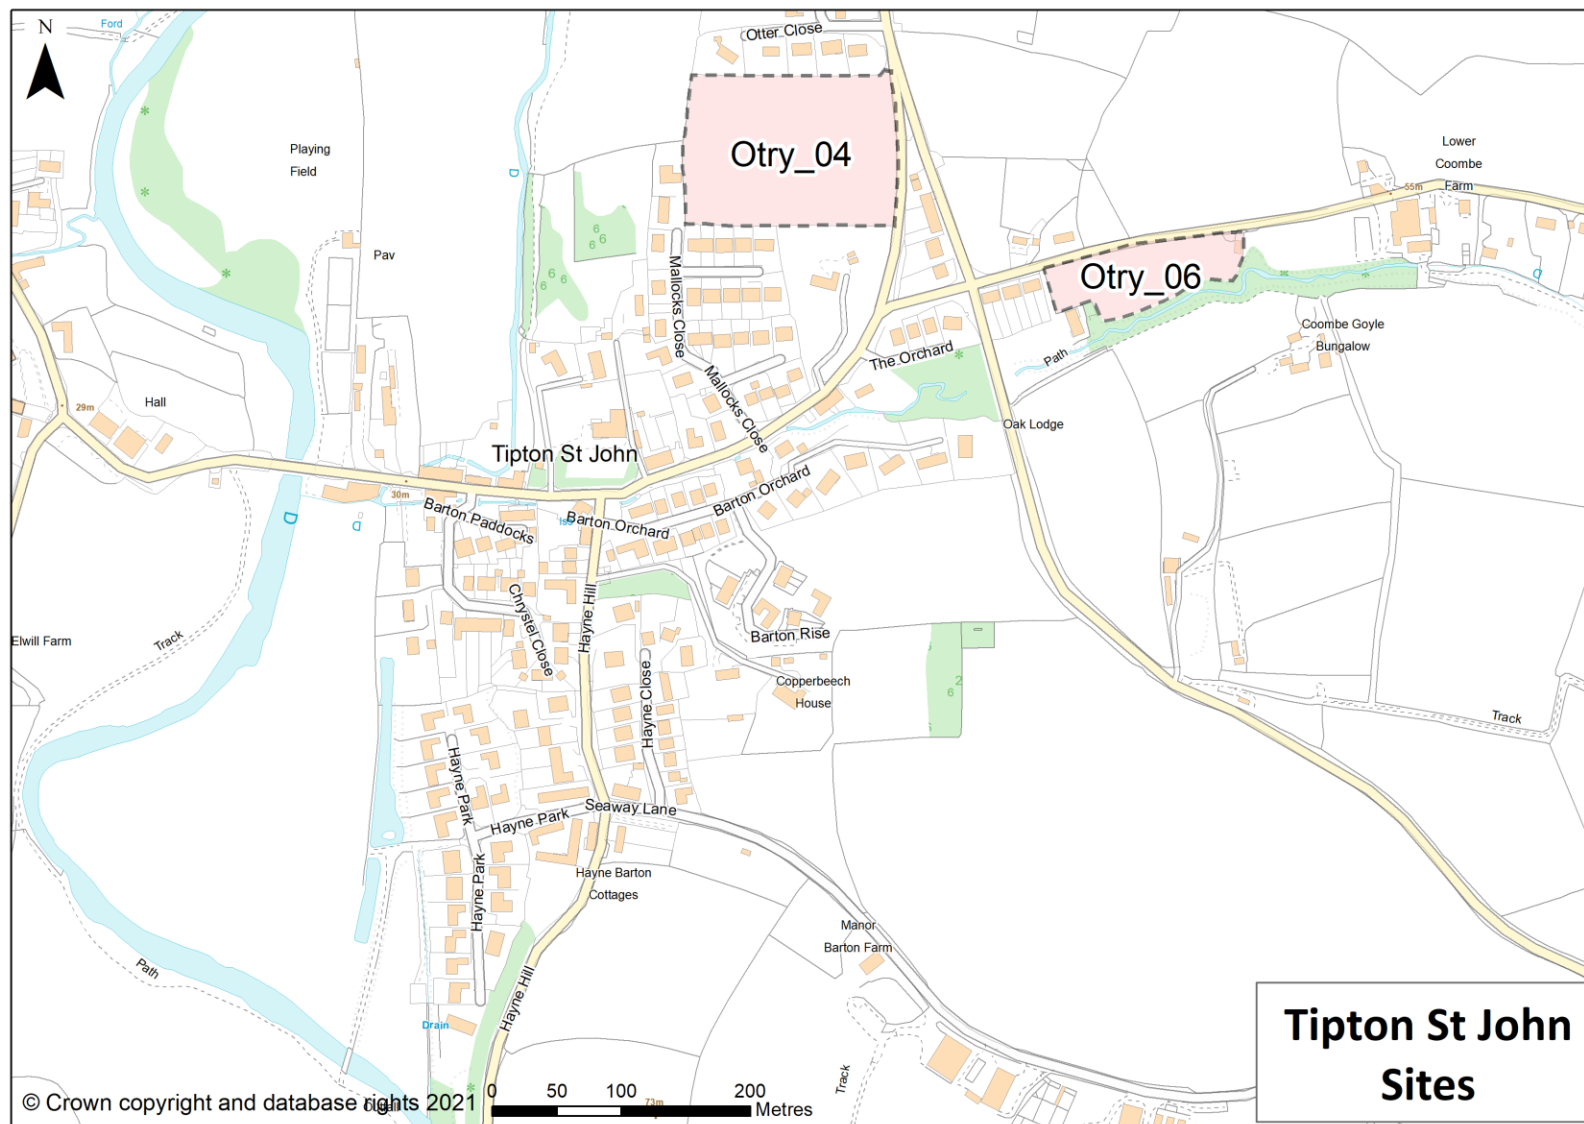 Ford
N
Otter Close
Otry_04
Playing
Field
Lower
Coombe
Farm
55m
D
Pav
Mallocks Close
Otry_06
D
Coombe Goyle
Bungalow
Path
The Orchard
Mallocks Close
29m
Hall
Oak Lodge
Tipton St John
30m
Barton Paddocks
D
D
Iss
Barton Orchard
Barton Orchard
Chrystel Close
Hayne Hill
Elwill Farm
Track
Barton Rise
Copperbeech
House
Hayne Close
Track
Hayne Park
Hayne Park
Seaway Lane
Hayne Park
Hayne Barton
Cottages
Manor
Barton Farm
Path
Hayne Hill
Drain
Track
Tipton St John
Sites
© Crown copyright and database rights 2021
0 50 100 200
Metres
73m